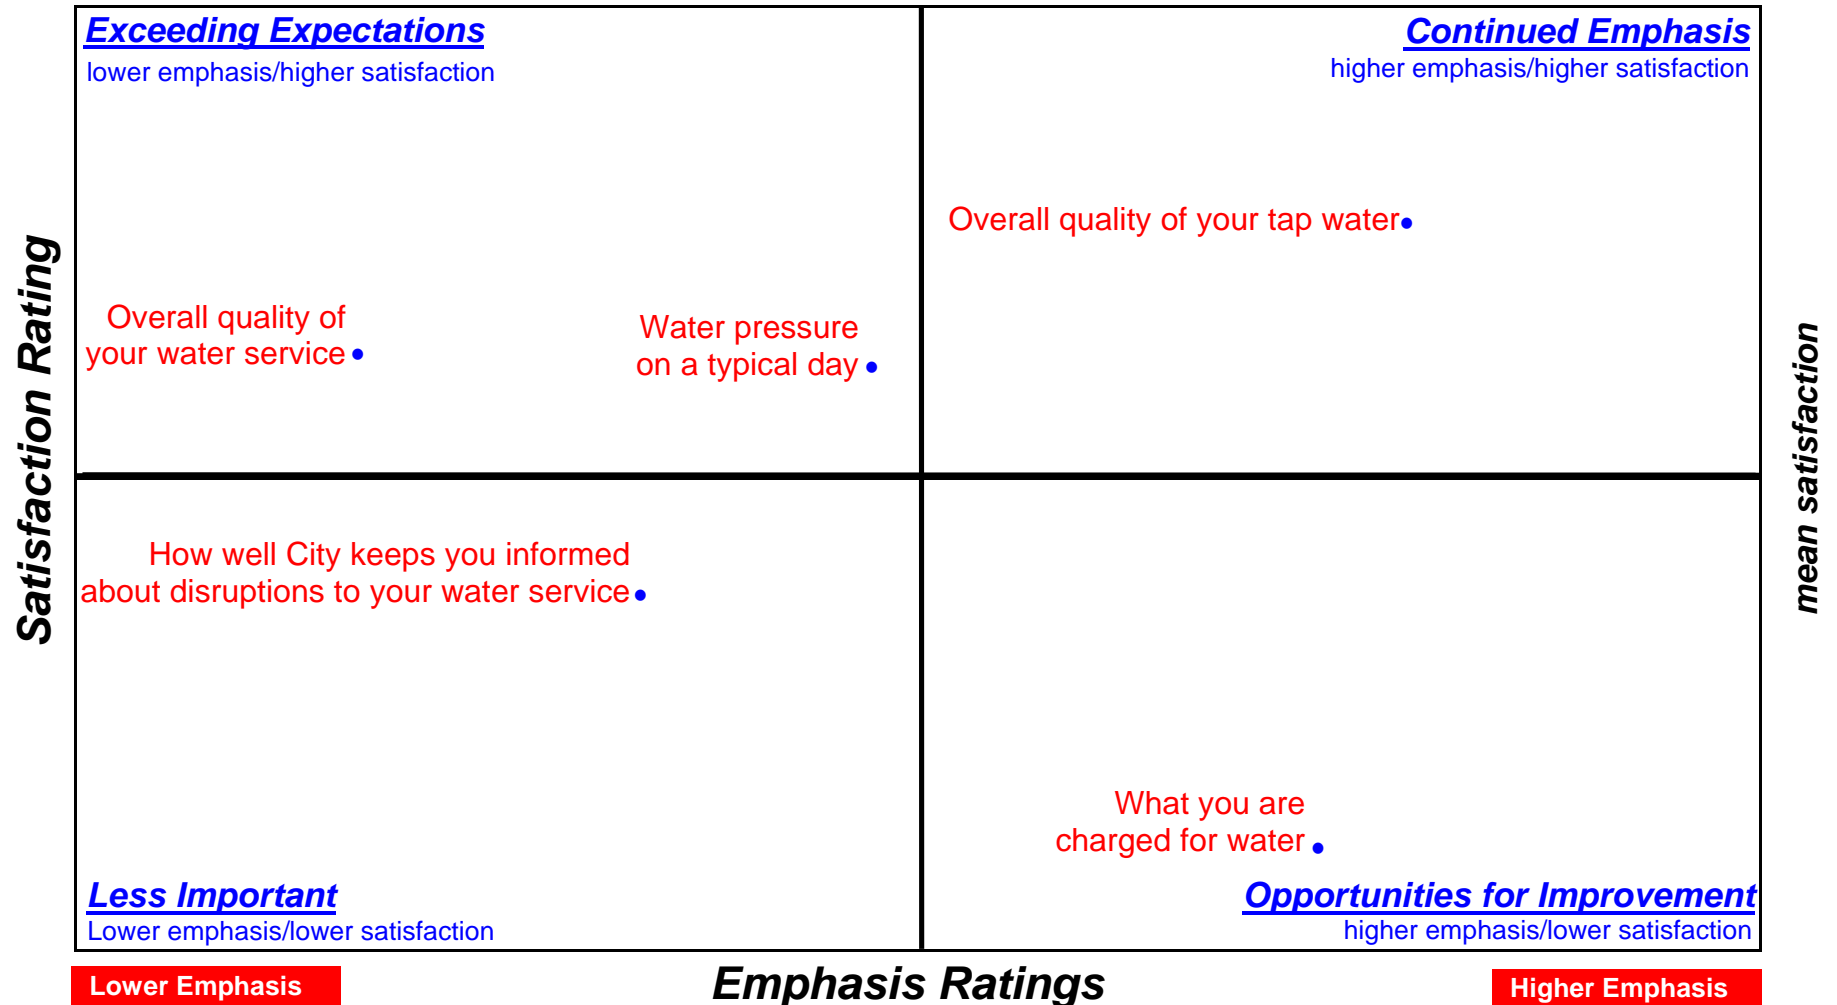 Exceeding Expectations
lower emphasis/higher satisfaction
Continued Emphasis
higher emphasis/higher satisfaction
Overall quality of your tap water
Overall quality of
your water service
Water pressure
on a typical day
Satisfaction Rating
mean satisfaction
How well City keeps you informed
about disruptions to your water service
What you are
charged for water
Less Important
Lower emphasis/lower satisfaction
Opportunities for Improvement
higher emphasis/lower satisfaction
Lower Emphasis
Emphasis Ratings
Higher Emphasis